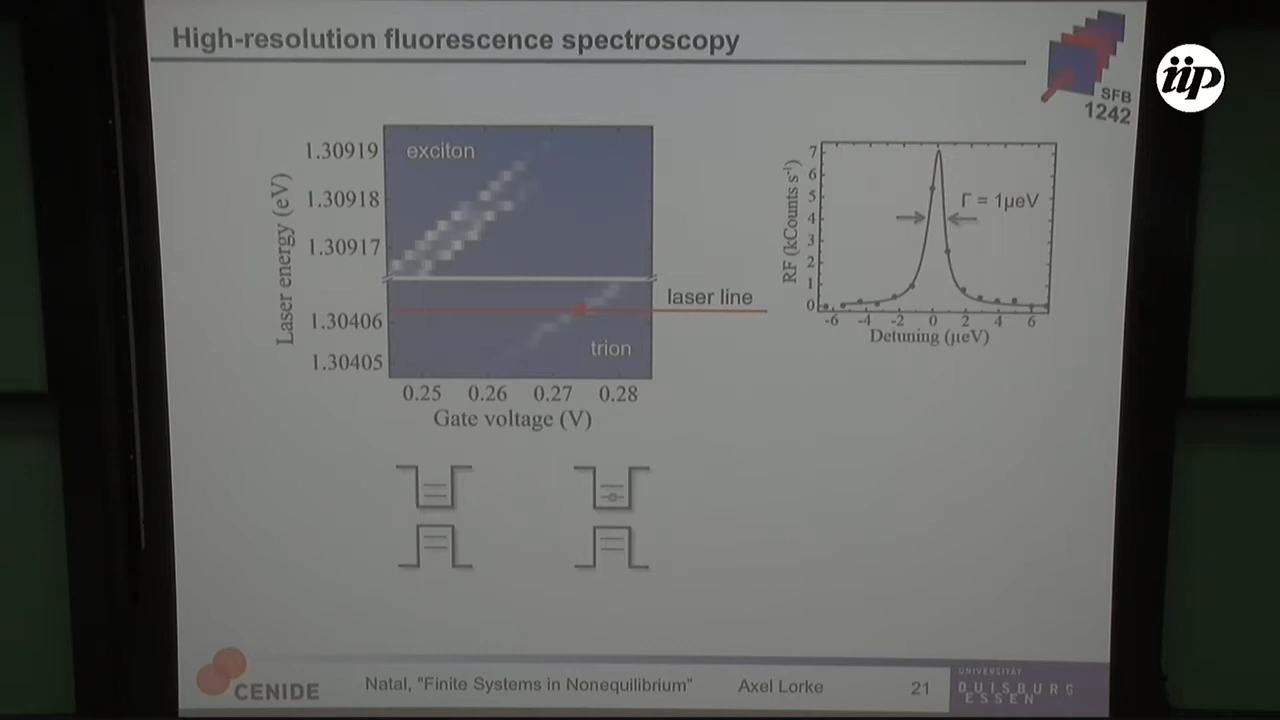 High-resolution fluorescence spectroscopy
iip
SFB
1242
exciton
1.30919
1.30918
1.30917
1.30406
1.30405
Laser energy (eV)
trion
0.25 0.26 0.27 0.28
Gate voltage (V)
laser line
7
6
5
4
3
2
1
0
RF (kCounts s⁻¹)
Γ = 1µeV
-6 -4 -2 0 2 4 6
Detuning (µeV)
CENIDE
Natal, "Finite Systems in Nonequilibrium" Axel Lorke 21
UNIVERSITÄT
DUISBURG
ESSEN